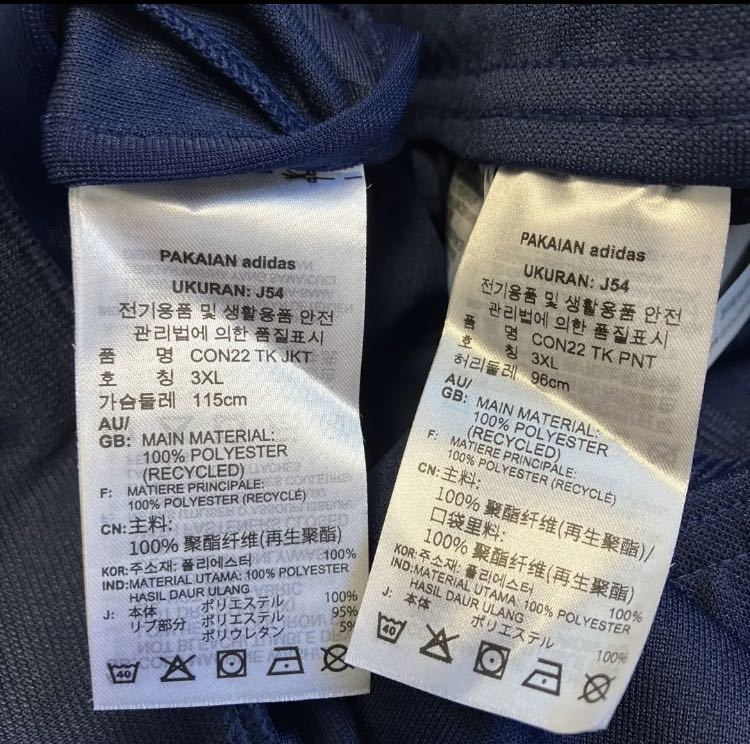 PAKAIAN adidas
UKURAN: J54
전기용품 및 생활용품 안전
관리법에 의한 품질표시
품 명 CON22 TK JKT
호 칭 3XL
가슴둘레 115cm
AU/
GB: MAIN MATERIAL:
100% POLYESTER
(RECYCLED)
F: MATIERE PRINCIPALE:
100% POLYESTER (RECYCLÉ)
CN: 主料:
100% 聚酯纤维(再生聚酯)
KOR: 주소재: 폴리에스터 100%
IND: MATERIAL UTAMA: 100% POLYESTER
HASIL DAUR ULANG
J: 本体 ポリエステル 100%
リブ部分 ポリエステル 95%
ポリウレタン 5%
40
PAKAIAN adidas
UKURAN: J54
전기용품 및 생활용품 안전
관리법에 의한 품질표시
품 명 CON22 TK PNT
호 칭 3XL
허리둘레 96cm
AU/
GB: MAIN MATERIAL:
100% POLYESTER
(RECYCLED)
F: MATIERE PRINCIPALE:
100% POLYESTER (RECYCLÉ)
CN: 主料:
100% 聚酯纤维(再生聚酯)/
口袋里料:
100% 聚酯纤维(再生聚酯)
KOR: 주소재: 폴리에스터 100%
IND: MATERIAL UTAMA: 100% POLYESTER
HASIL DAUR ULANG
J: 本体 ポリエステル 100%
40